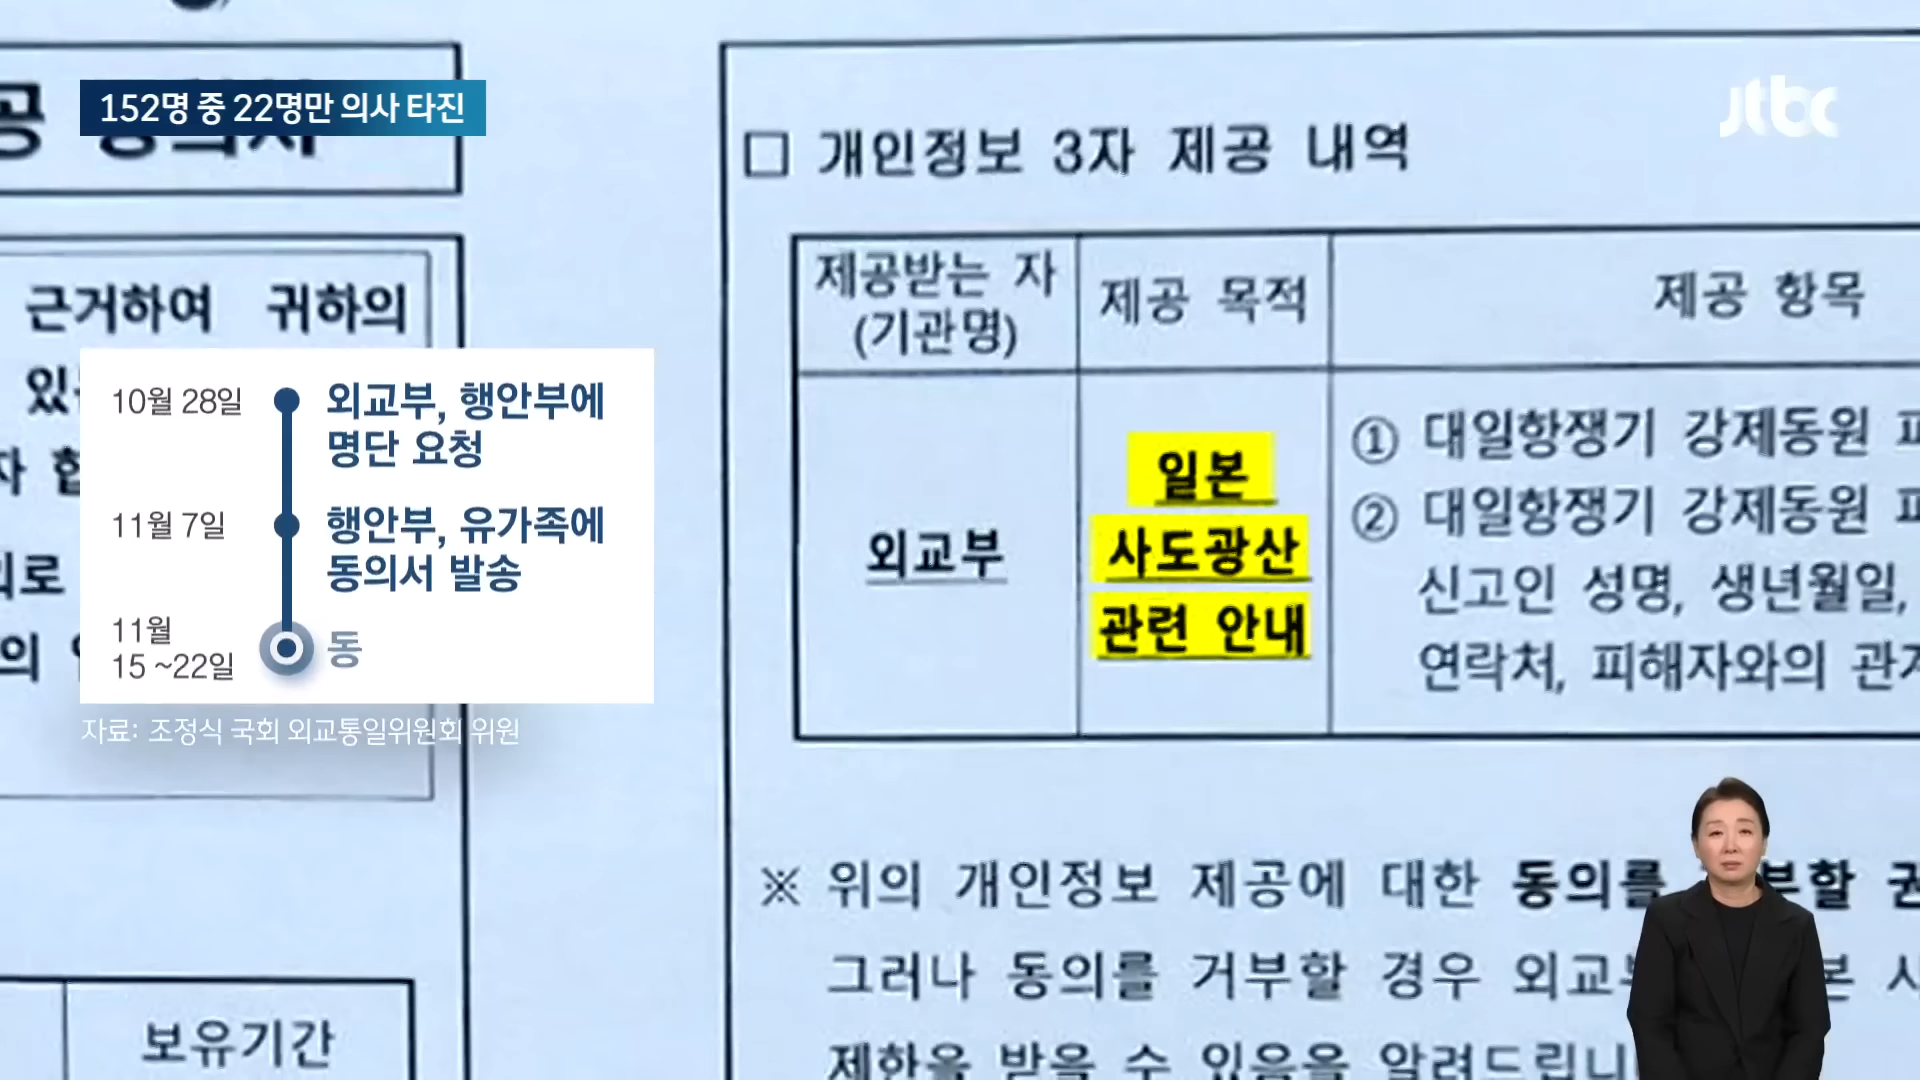 152명 중 22명만 의사 타진
jtbc
□ 개인정보 3자 제공 내역
제공받는 자
(기관명)
제공 목적
제공 항목
외교부
일본
사도광산
관련 안내
① 대일항쟁기 강제동원
② 대일항쟁기 강제동원
신고인 성명, 생년월일,
연락처, 피해자와의
※ 위의 개인정보 제공에 대한 동의를
그러나 동의를 거부할 경우
제한을 받을 수 있음을
근거하여 귀하의
10월 28일
외교부, 행안부에
명단 요청
11월 7일
행안부, 유가족에
동의서 발송
11월
15 ~22일
동
자료: 조정식 국회 외교통일위원회 위원
보유기간